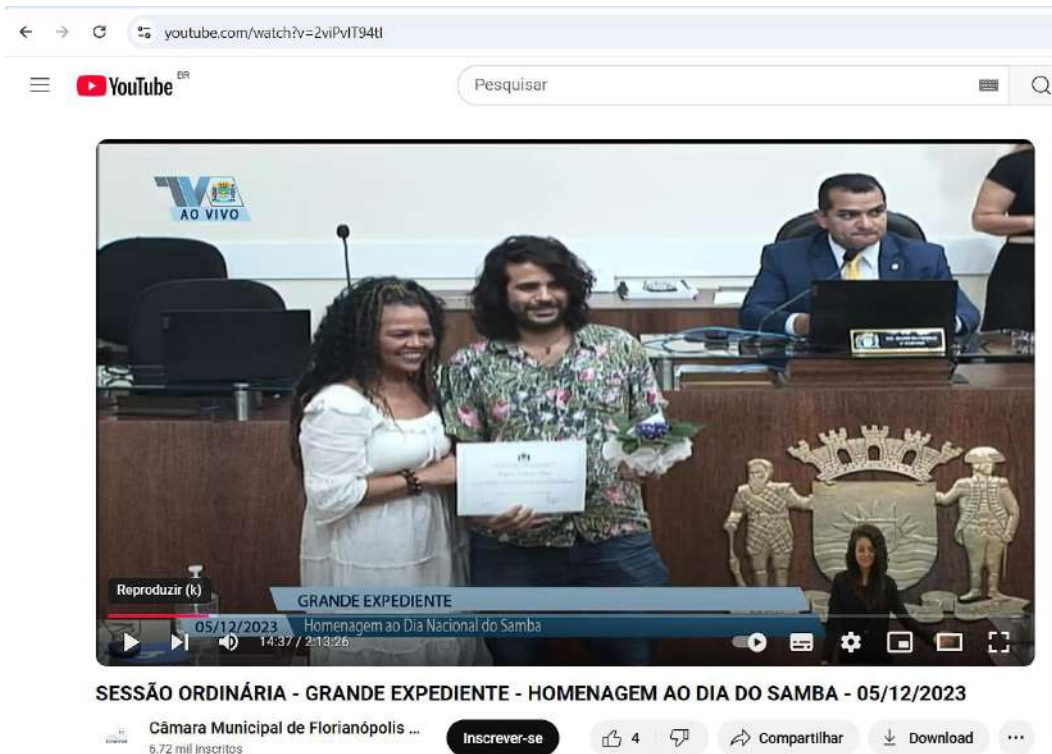 youtube.com/watch?v=2viPvIT94tI
YouTube BR
Pesquisar
TV
AO VIVO
Reproduzir (k)
GRANDE EXPEDIENTE
05/12/2023 Homenagem ao Dia Nacional do Samba
14:37 / 2:13:26
SESSÃO ORDINÁRIA - GRANDE EXPEDIENTE - HOMENAGEM AO DIA DO SAMBA - 05/12/2023
Câmara Municipal de Florianópolis ...
6,72 mil inscritos
Inscrever-se
4
Compartilhar
Download
...